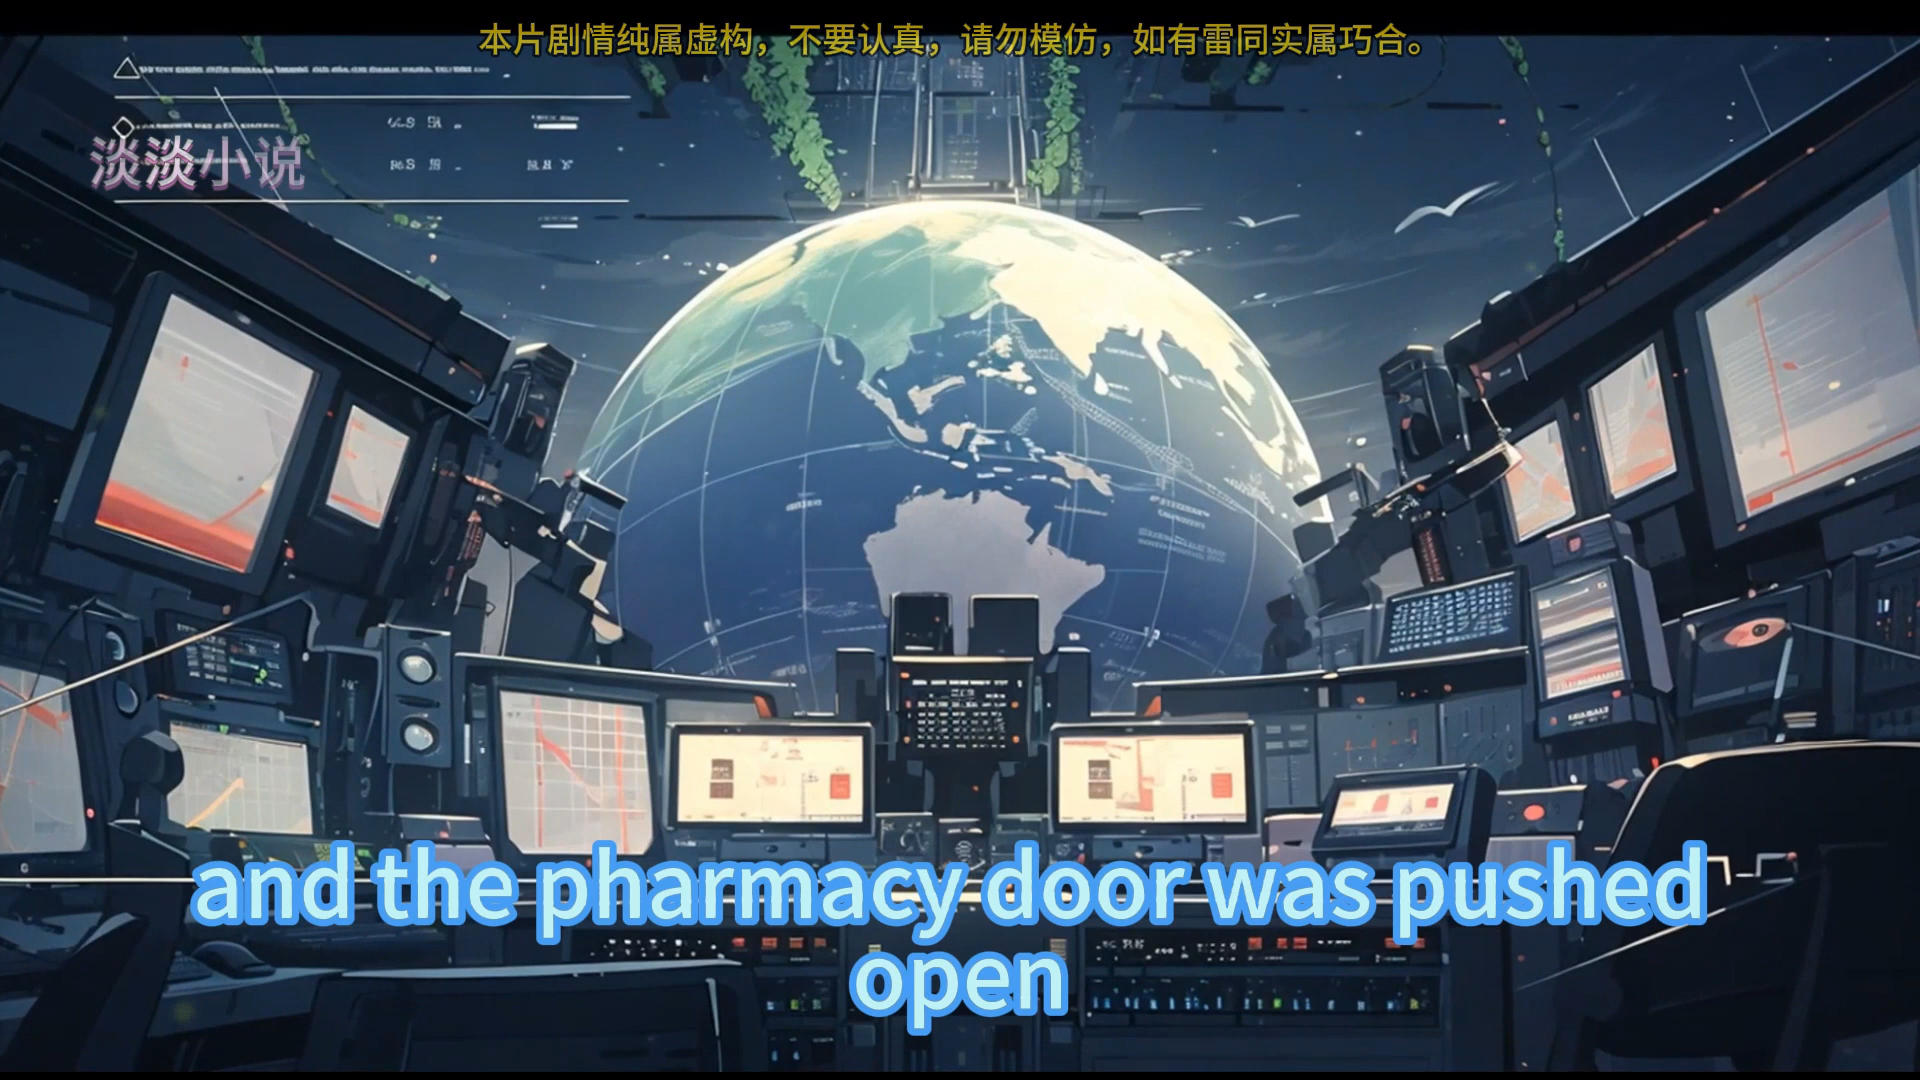 本片剧情纯属虚构，不要认真，请勿模仿，如有雷同实属巧合。
淡淡小说
and the pharmacy door was pushed
open